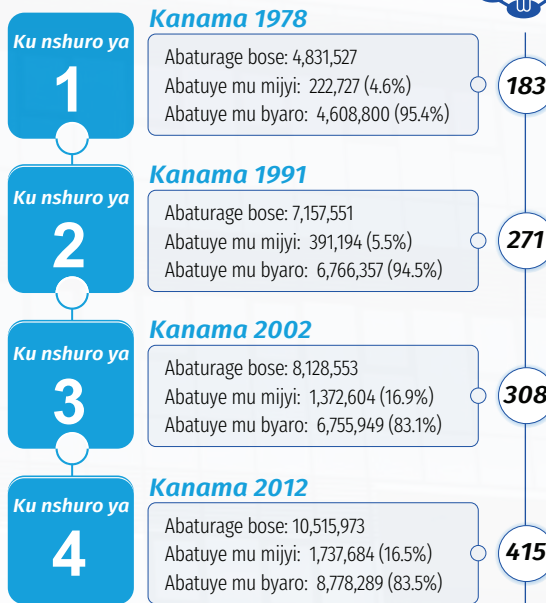 Kanama 1978
Ku nshuro ya
1
Abaturage bose: 4,831,527
Abatuye mu mijyi: 222,727 (4.6%)
Abatuye mu byaro: 4,608,800 (95.4%)
183
Kanama 1991
Ku nshuro ya
2
Abaturage bose: 7,157,551
Abatuye mu mijyi: 391,194 (5.5%)
Abatuye mu byaro: 6,766,357 (94.5%)
271
Kanama 2002
Ku nshuro ya
3
Abaturage bose: 8,128,553
Abatuye mu mijyi: 1,372,604 (16.9%)
Abatuye mu byaro: 6,755,949 (83.1%)
308
Kanama 2012
Ku nshuro ya
4
Abaturage bose: 10,515,973
Abatuye mu mijyi: 1,737,684 (16.5%)
Abatuye mu byaro: 8,778,289 (83.5%)
415